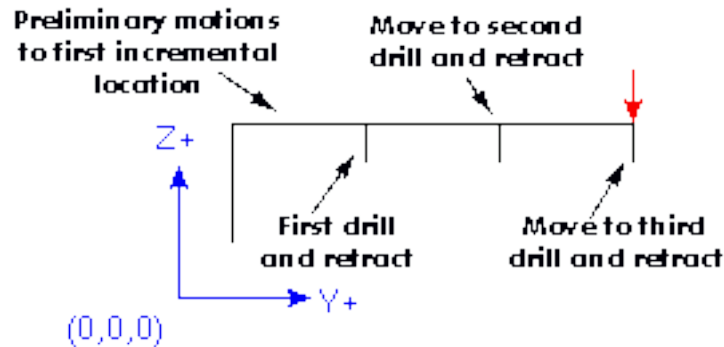 Preliminary motions
to first incremental
location
Move to second
drill and retract
Z+
First drill
and retract
Move to third
drill and retract
Y+
(0,0,0)